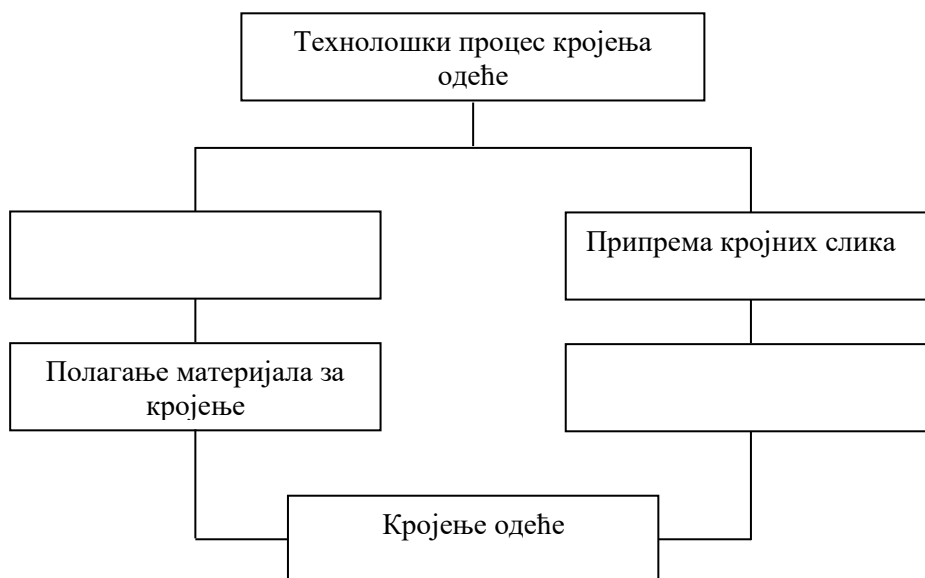 Технолошки процес кројења
одеће
Припрема кројних слика
Полагање материјала за
кројење
Кројење одеће